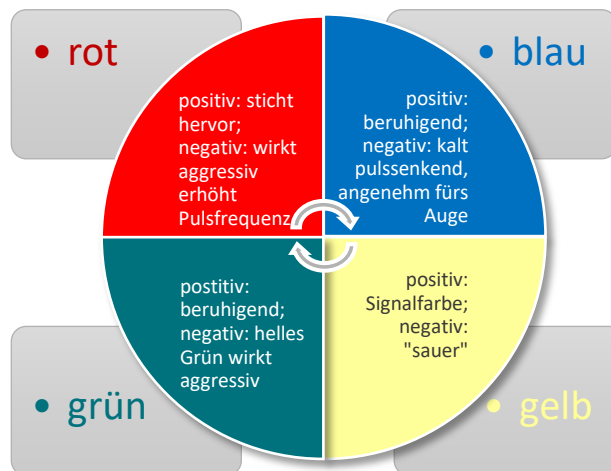 • rot
positiv: sticht
hervor;
negativ: wirkt
aggressiv
erhöht
Pulsfrequenz
• blau
positiv:
beruhigend;
negativ: kalt
pulssenkend,
angenehm fürs
Auge
postitiv:
beruhigend;
negativ: helles
Grün wirkt
aggressiv
• grün
positiv:
Signalfarbe;
negativ:
"sauer"
• gelb